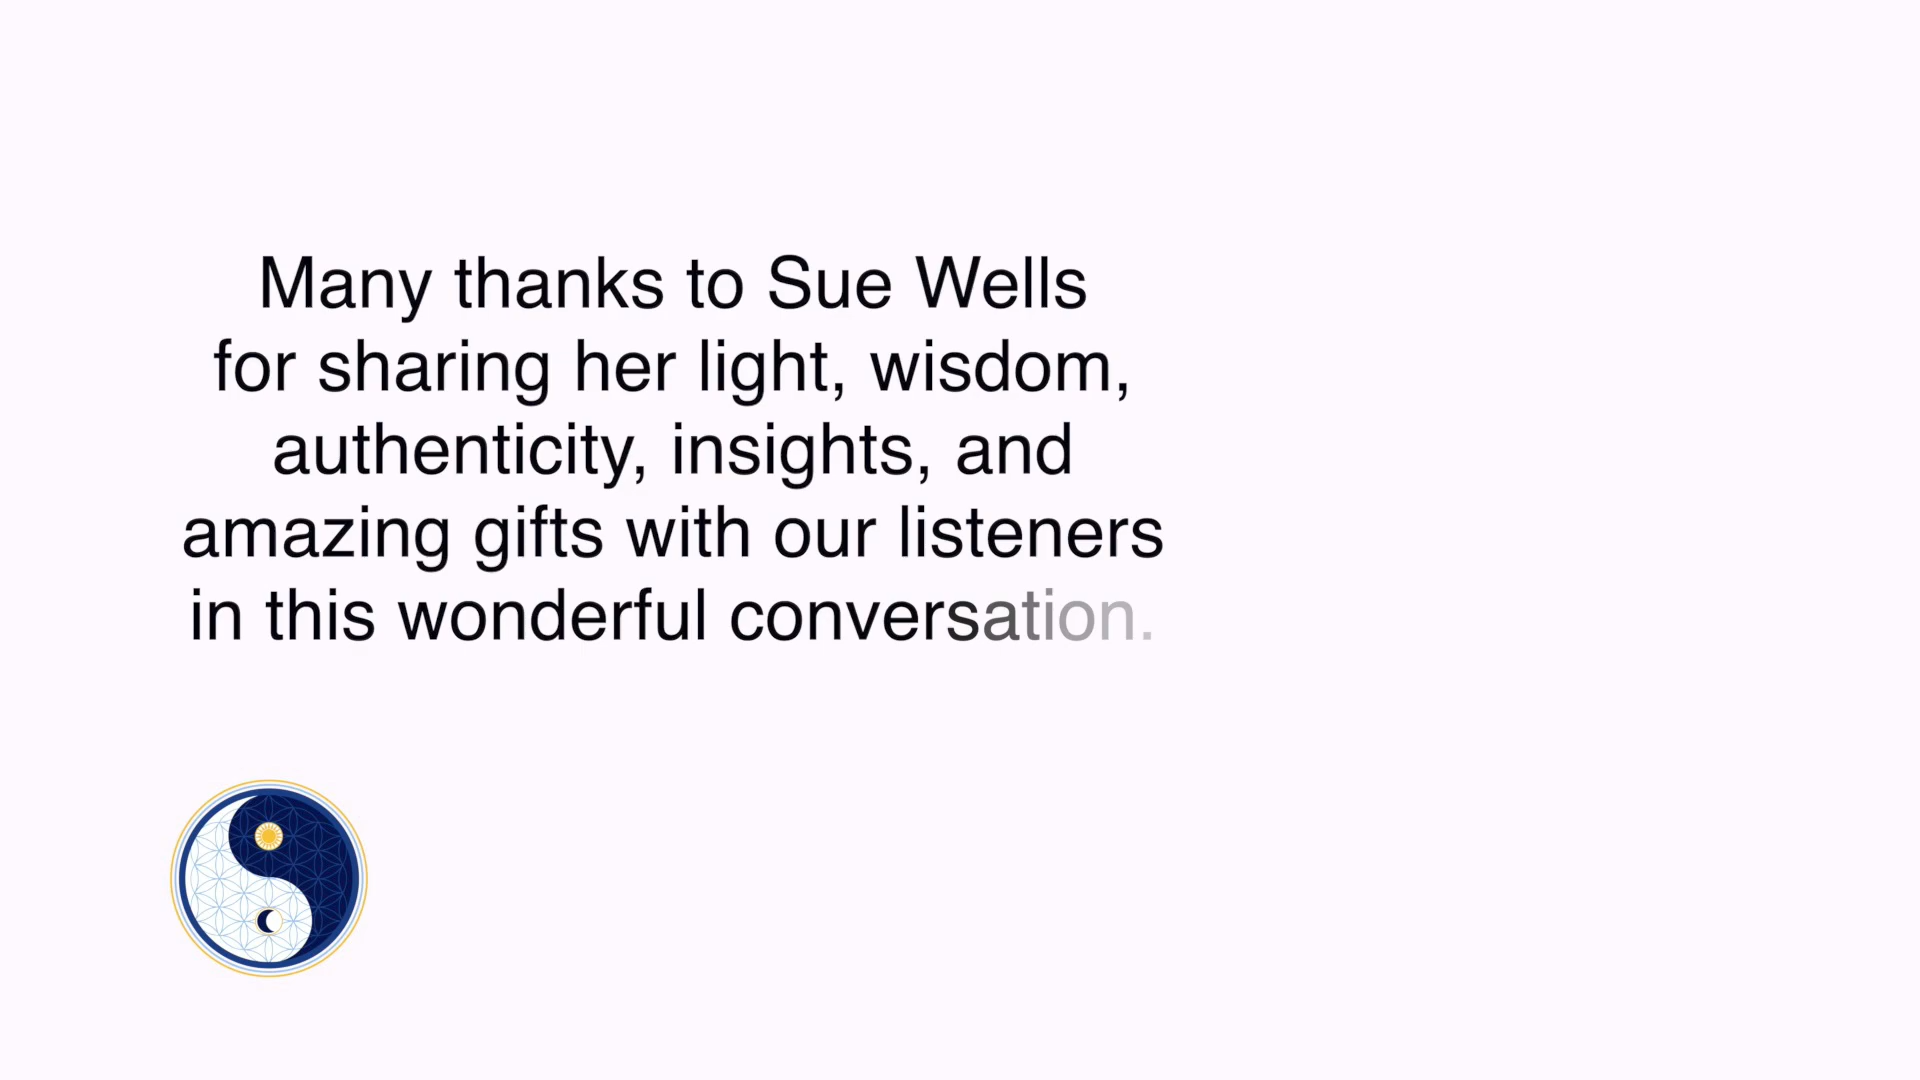 Many thanks to Sue Wells
for sharing her light, wisdom,
authenticity, insights, and
amazing gifts with our listeners
in this wonderful conversation.